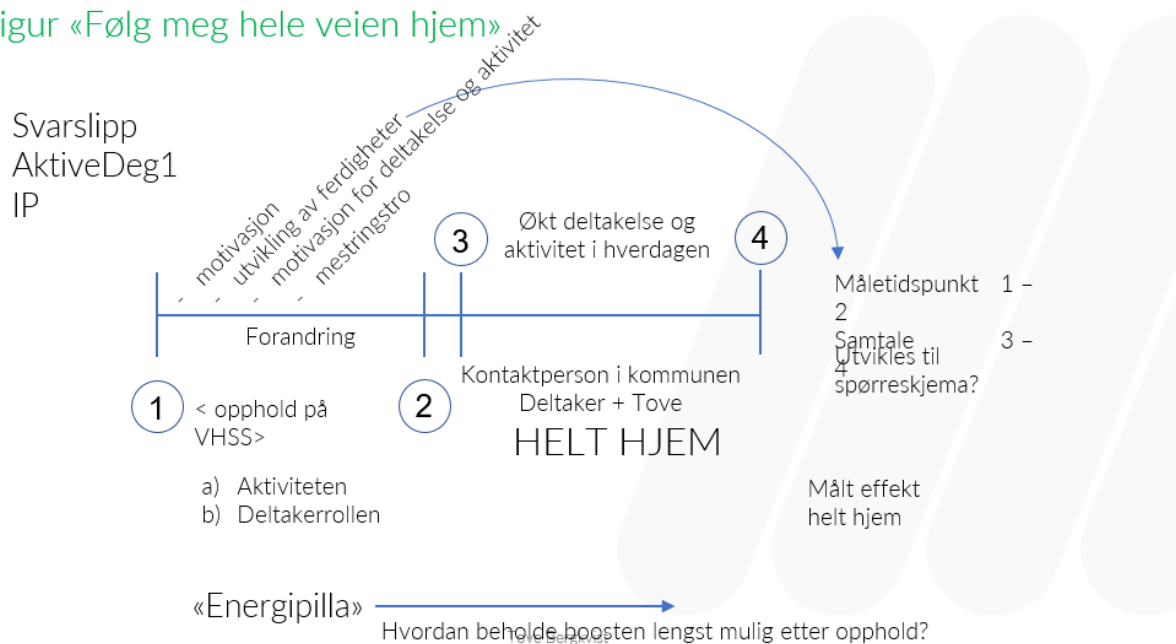 igur «Følg meg hele veien hjem»
Svarslipp
AktiveDeg1
IP
- motivasjon
- utvikling av ferdigheter
- motivasjon for deltakelse og aktivitet
- mestringstro
3
Økt deltakelse og
aktivitet i hverdagen
4
Forandring
Måletidspunkt 1 –
2
Samtale 3 –
4
Utvikles til
spørreskjema?
1
< opphold på
VHSS>
2
Kontaktperson i kommunen
Deltaker + Tove
HELT HJEM
a) Aktiviteten
b) Deltakerrollen
Målt effekt
helt hjem
«Energipilla»
Hvordan beholde boosten lengst mulig etter opphold?
Tove Bergkvist